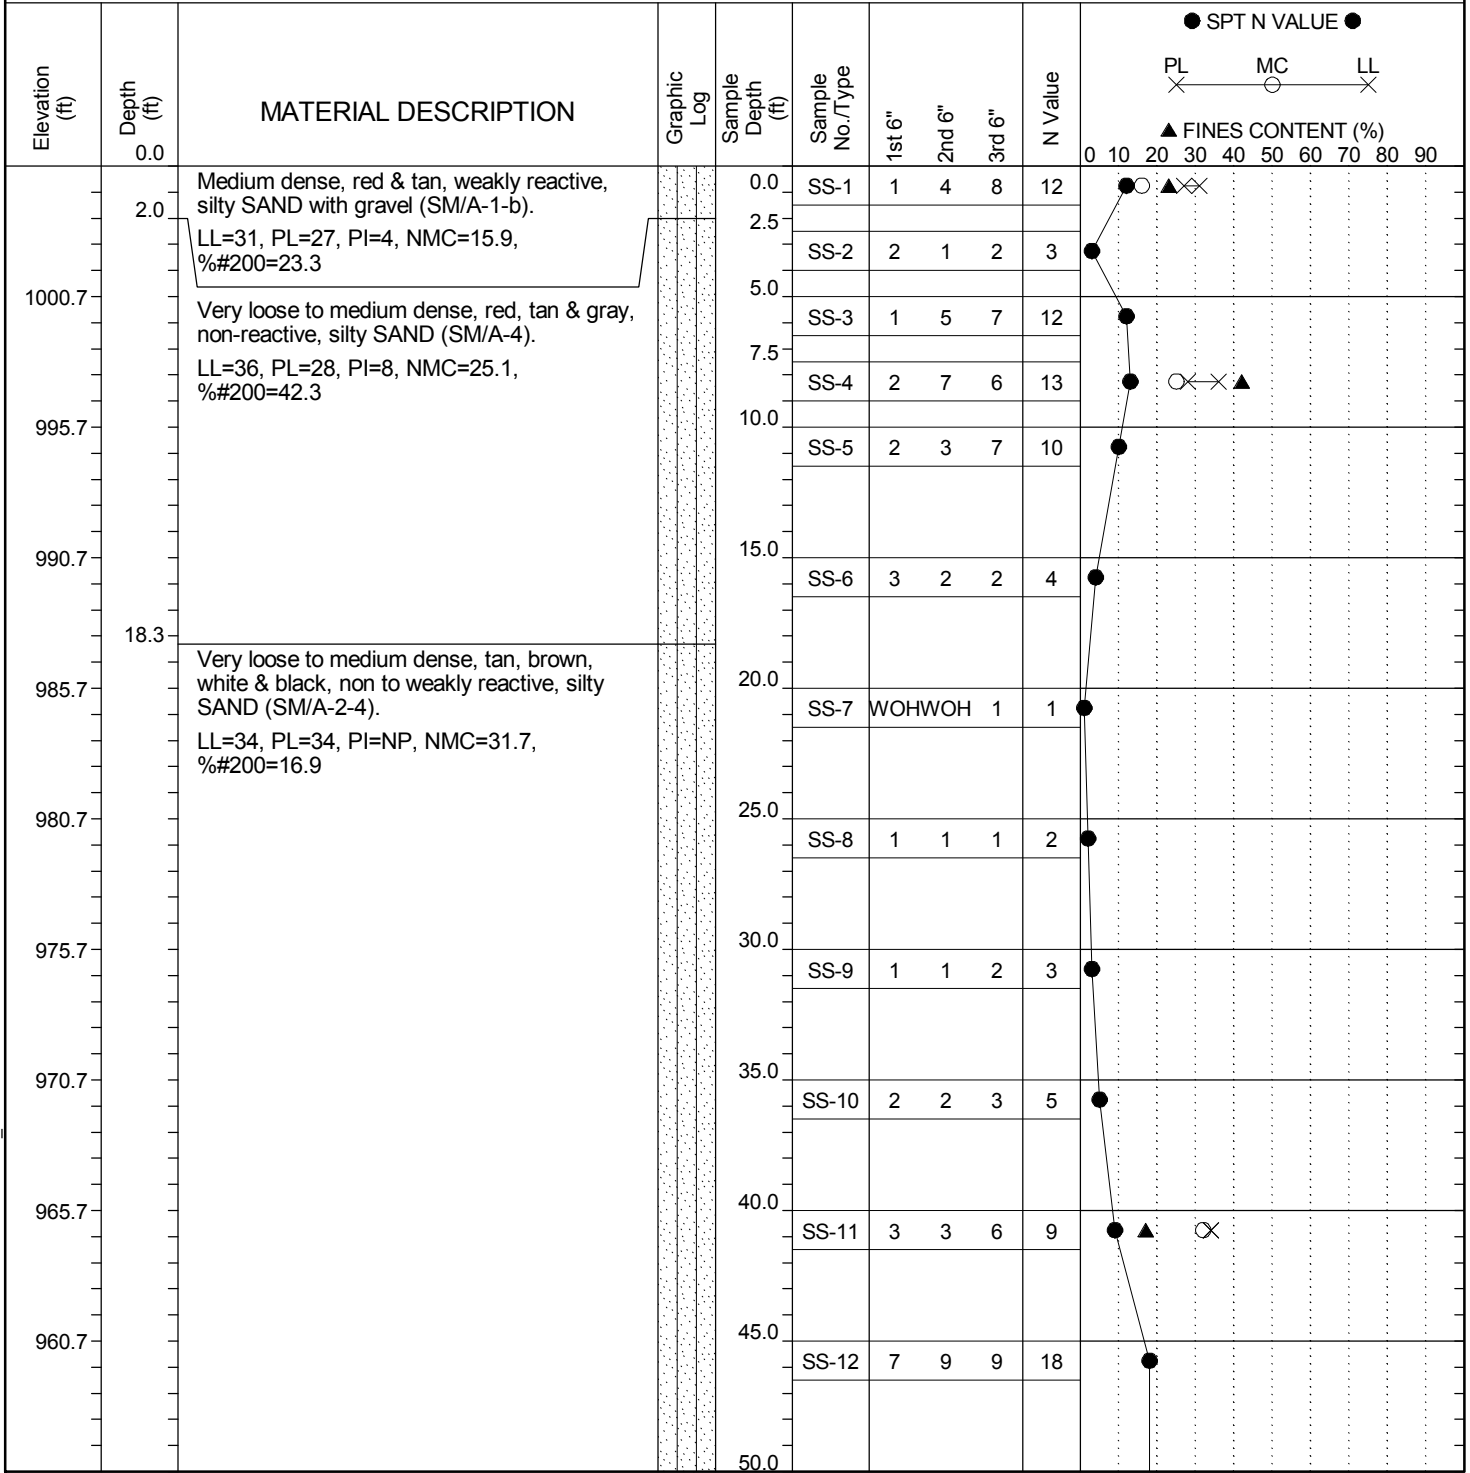 ● SPT N VALUE ●
PL MC LL
▲ FINES CONTENT (%)
Elevation (ft)
Depth (ft)
MATERIAL DESCRIPTION
Graphic Log
Sample Depth (ft)
Sample No./Type
1st 6"
2nd 6"
3rd 6"
N Value
0.0
0 10 20 30 40 50 60 70 80 90
Medium dense, red & tan, weakly reactive,
silty SAND with gravel (SM/A-1-b).
LL=31, PL=27, PI=4, NMC=15.9,
%#200=23.3
2.0
0.0 SS-1 1 4 8 12
2.5
SS-2 2 1 2 3
1000.7
5.0
Very loose to medium dense, red, tan & gray,
non-reactive, silty SAND (SM/A-4).
LL=36, PL=28, PI=8, NMC=25.1,
%#200=42.3
SS-3 1 5 7 12
7.5
SS-4 2 7 6 13
995.7
10.0
SS-5 2 3 7 10
990.7
15.0
SS-6 3 2 2 4
18.3
Very loose to medium dense, tan, brown,
white & black, non to weakly reactive, silty
SAND (SM/A-2-4).
LL=34, PL=34, PI=NP, NMC=31.7,
%#200=16.9
985.7
20.0
SS-7 WOH WOH 1 1
980.7
25.0
SS-8 1 1 1 2
975.7
30.0
SS-9 1 1 2 3
970.7
35.0
SS-10 2 2 3 5
965.7
40.0
SS-11 3 3 6 9
960.7
45.0
SS-12 7 9 9 18
50.0